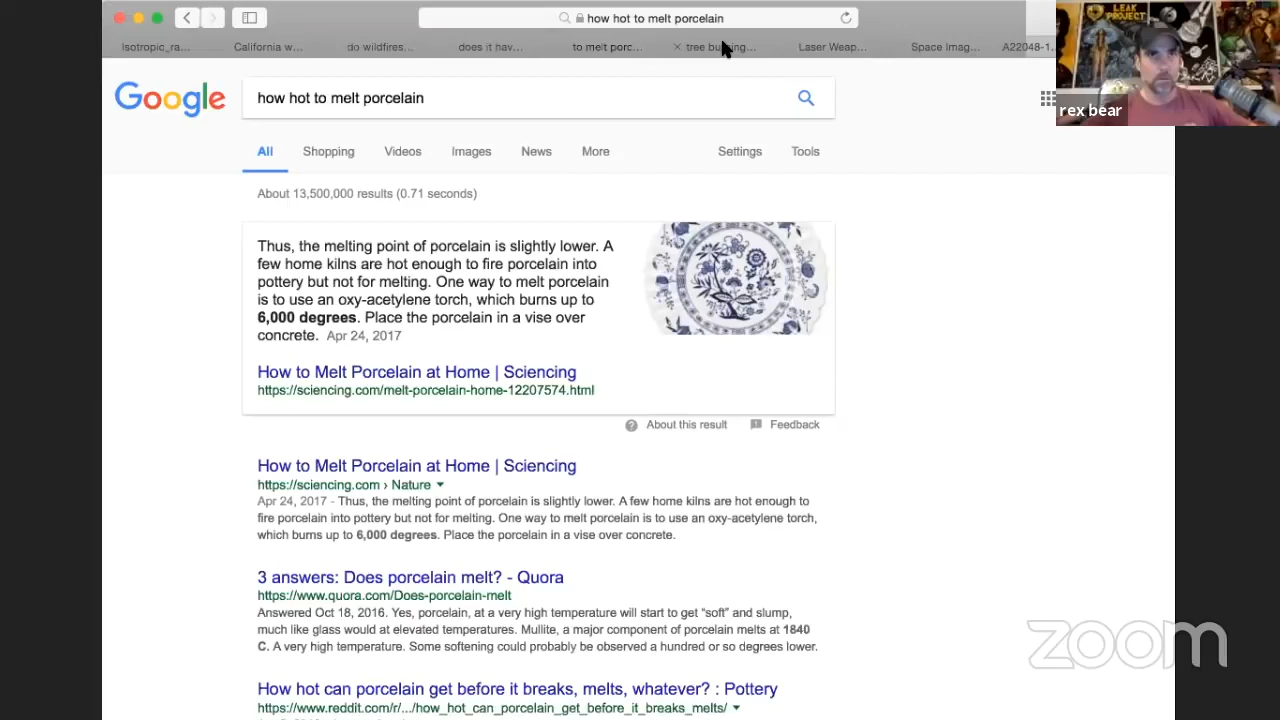 how hot to melt porcelain
Isotropic_ra...
California w...
do wildfires...
does it hav...
to melt porc...
Laser Weap...
Space Imag...
A22048-1...
LEAK
PROJECT
rex bear
Google
how hot to melt porcelain
All
Shopping
Videos
Images
News
More
Settings
Tools
About 13,500,000 results (0.71 seconds)
Thus, the melting point of porcelain is slightly lower. A
few home kilns are hot enough to fire porcelain into
pottery but not for melting. One way to melt porcelain
is to use an oxy-acetylene torch, which burns up to
6,000 degrees. Place the porcelain in a vise over
concrete. Apr 24, 2017
How to Melt Porcelain at Home | Sciencing
https://sciencing.com/melt-porcelain-home-12207574.html
About this result
Feedback
How to Melt Porcelain at Home | Sciencing
https://sciencing.com › Nature
Apr 24, 2017 - Thus, the melting point of porcelain is slightly lower. A few home kilns are hot enough to
fire porcelain into pottery but not for melting. One way to melt porcelain is to use an oxy-acetylene torch,
which burns up to 6,000 degrees. Place the porcelain in a vise over concrete.
3 answers: Does porcelain melt? - Quora
https://www.quora.com/Does-porcelain-melt
Answered Oct 18, 2016. Yes, porcelain, at a very high temperature will start to get “soft” and slump,
much like glass would at elevated temperatures. Mullite, a major component of porcelain melts at 1840
C. A very high temperature. Some softening could probably be observed a hundred or so degrees lower.
zoom
How hot can porcelain get before it breaks, melts, whatever? : Pottery
https://www.reddit.com/r/.../how_hot_can_porcelain_get_before_it_breaks_melts/